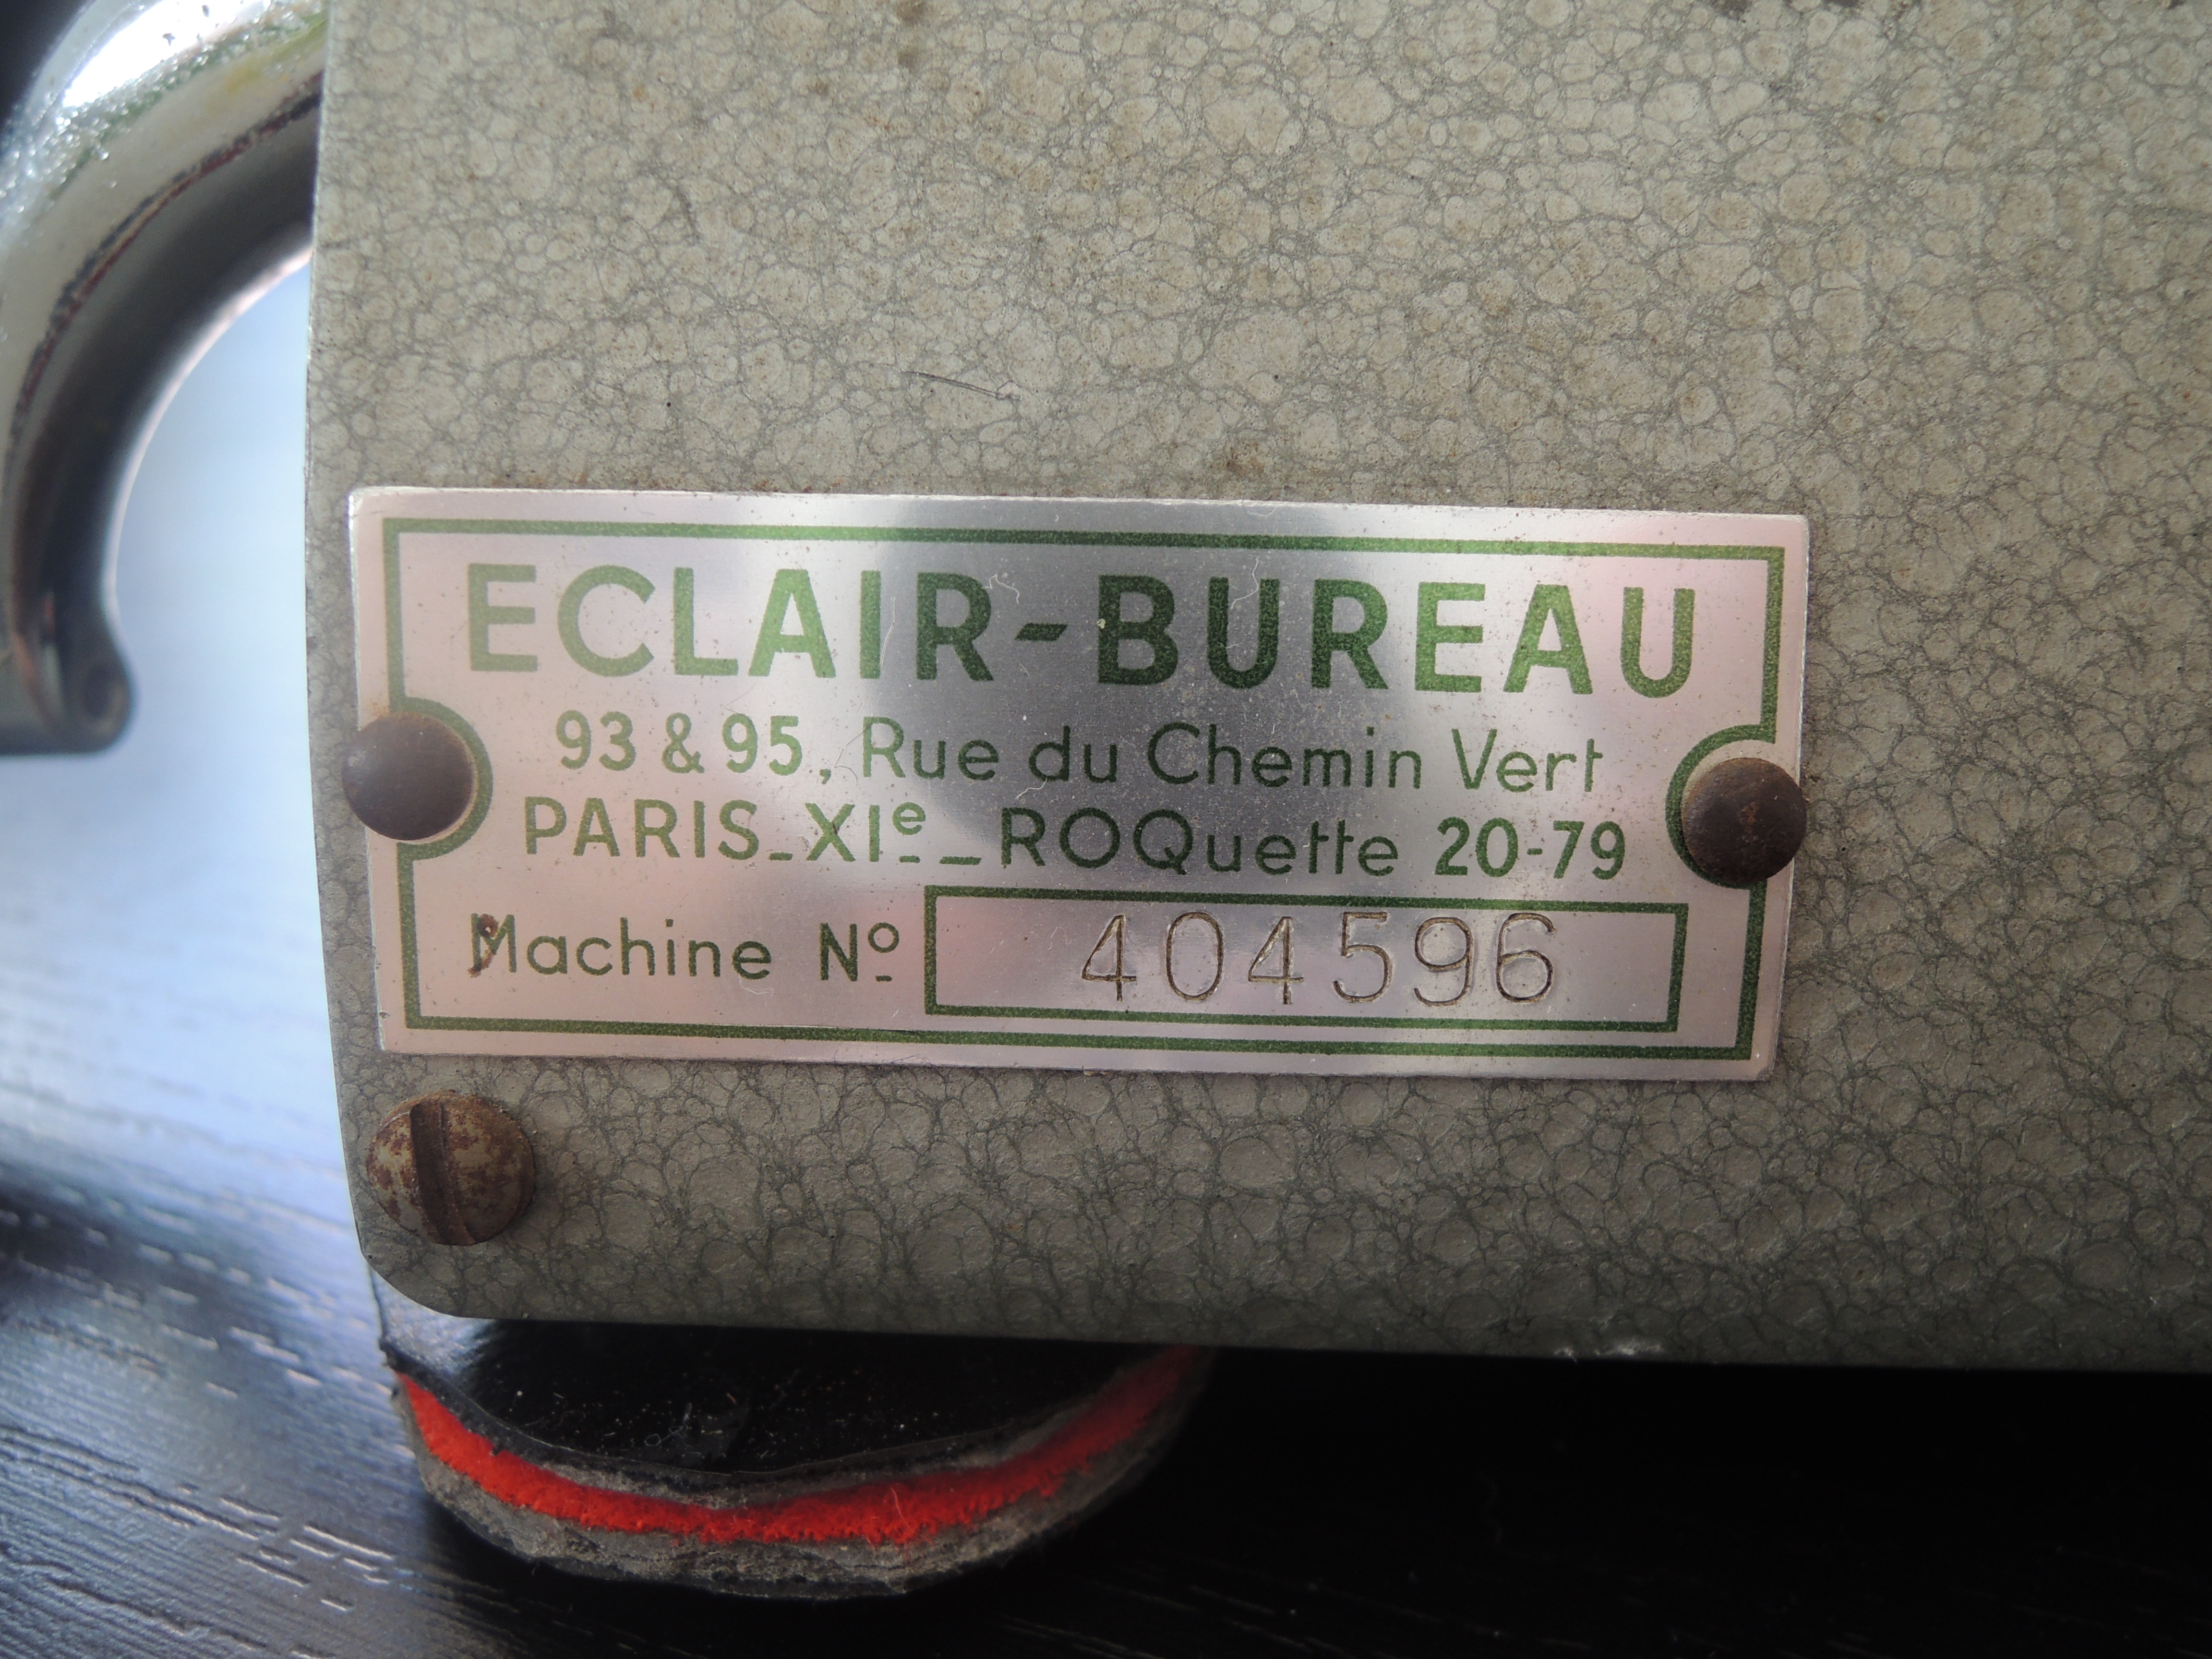 ECLAIR-BUREAU
93 & 95, Rue du Chemin Vert
PARIS_XIe_ROQuette 20-79
Machine Nº 404596